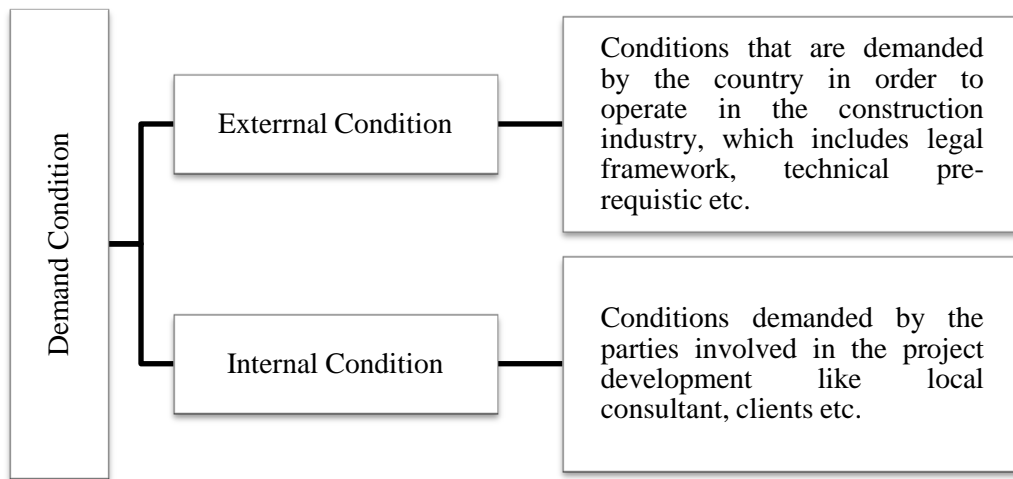 Demand Condition
Exterrnal Condition
Conditions that are demanded
by the country in order to
operate in the construction
industry, which includes legal
framework, technical pre-
requistic etc.
Internal Condition
Conditions demanded by the
parties involved in the project
development like local
consultant, clients etc.